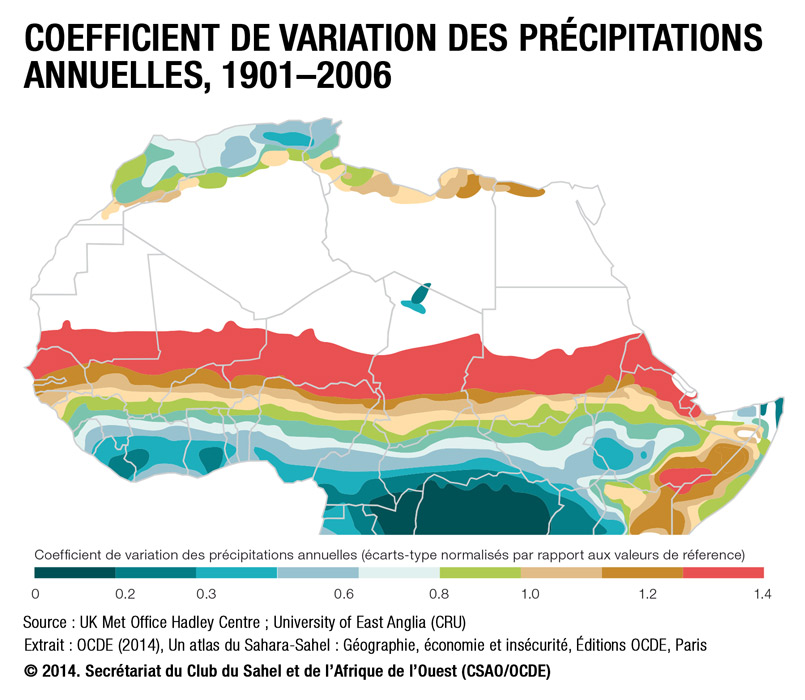 COEFFICIENT DE VARIATION DES PRÉCIPITATIONS
ANNUELLES, 1901–2006
Coefficient de variation des précipitations annuelles (écarts-type normalisés par rapport aux valeurs de réference)
0 0.2 0.3 0.6 0.8 1.0 1.2 1.4
Source : UK Met Office Hadley Centre ; University of East Anglia (CRU)
Extrait : OCDE (2014), Un atlas du Sahara-Sahel : Géographie, économie et insécurité, Éditions OCDE, Paris
© 2014. Secrétariat du Club du Sahel et de l’Afrique de l’Ouest (CSAO/OCDE)